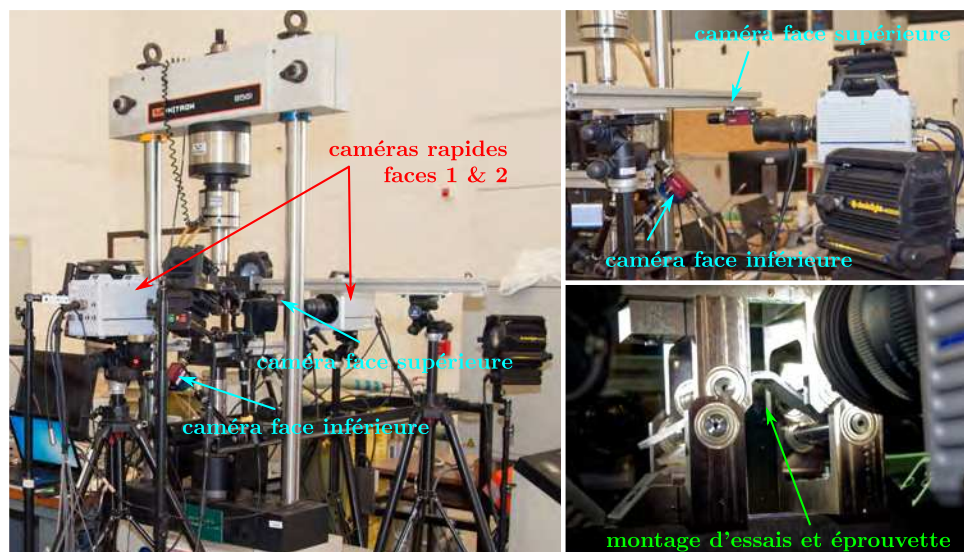 INSTRON 8501
caméras rapides
faces 1 & 2
caméra face supérieure
caméra face inférieure
caméra face supérieure
caméra face inférieure
dedolight
montage d'essais et éprouvette